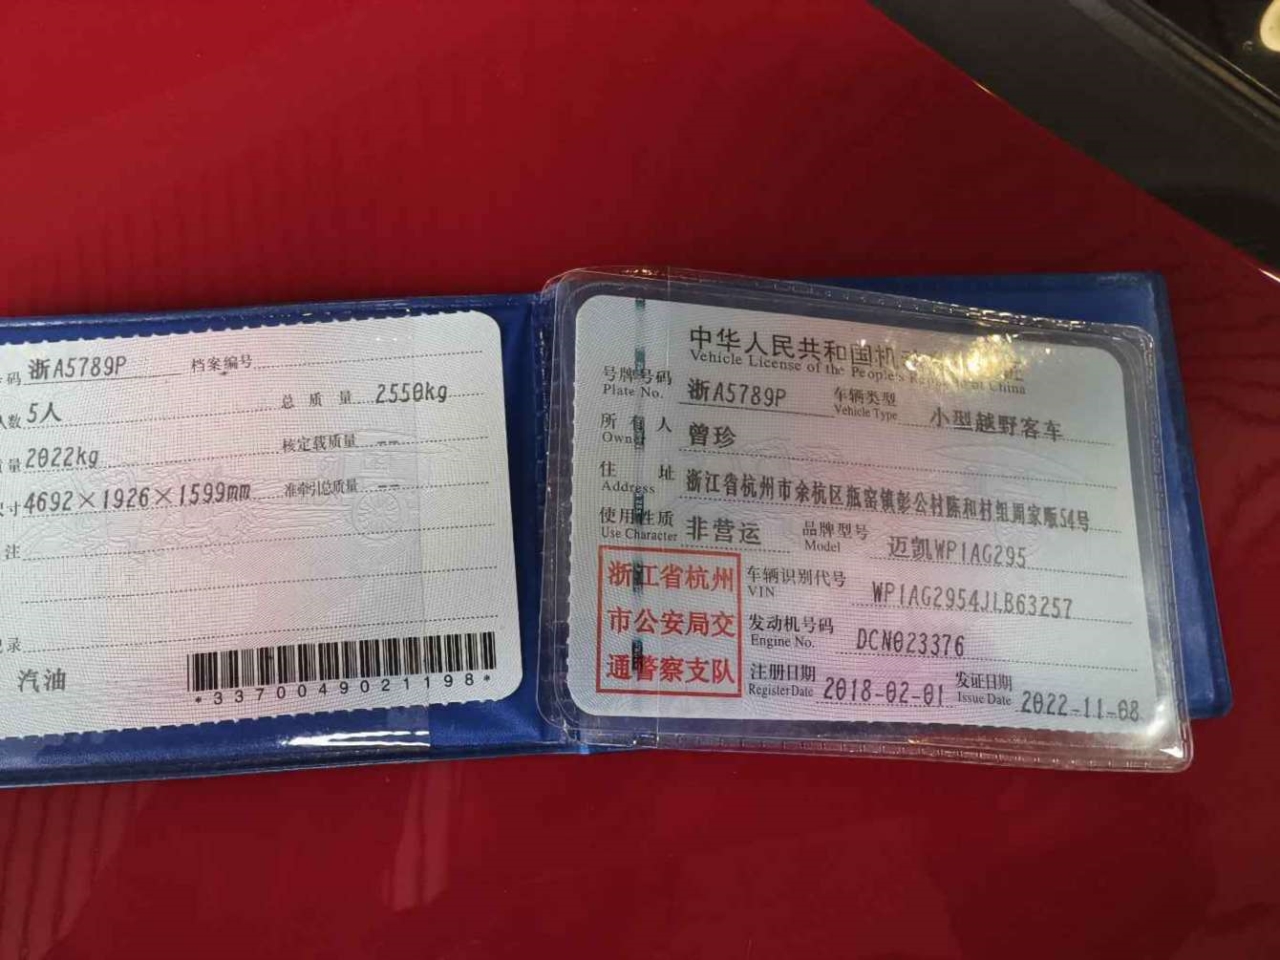 号码 浙A5789P 档案编号
人数 5人 总质量 2550kg
质量 2022kg 核定载质量 --
尺寸 4692×1926×1599mm 准牵引总质量 --
注
记录
汽油
*3370049021198*
中华人民共和国机动
Vehicle License of the People's Republic of China
号牌号码 浙A5789P 车辆类型 小型越野客车
Plate No. Vehicle Type
所有人 曾珍
Owner
住址 浙江省杭州市余杭区瓶窑镇彭公村陈和村组周家畈54号
Address
使用性质 非营运 品牌型号 迈凯WP1AG295
Use Character Model
浙江省杭州
市公安局交
通警察支队
车辆识别代号 WP1AG2954JLB63257
VIN
发动机号码 DCN023376
Engine No.
注册日期 2018-02-01 发证日期 2022-11-08
Register Date Issue Date